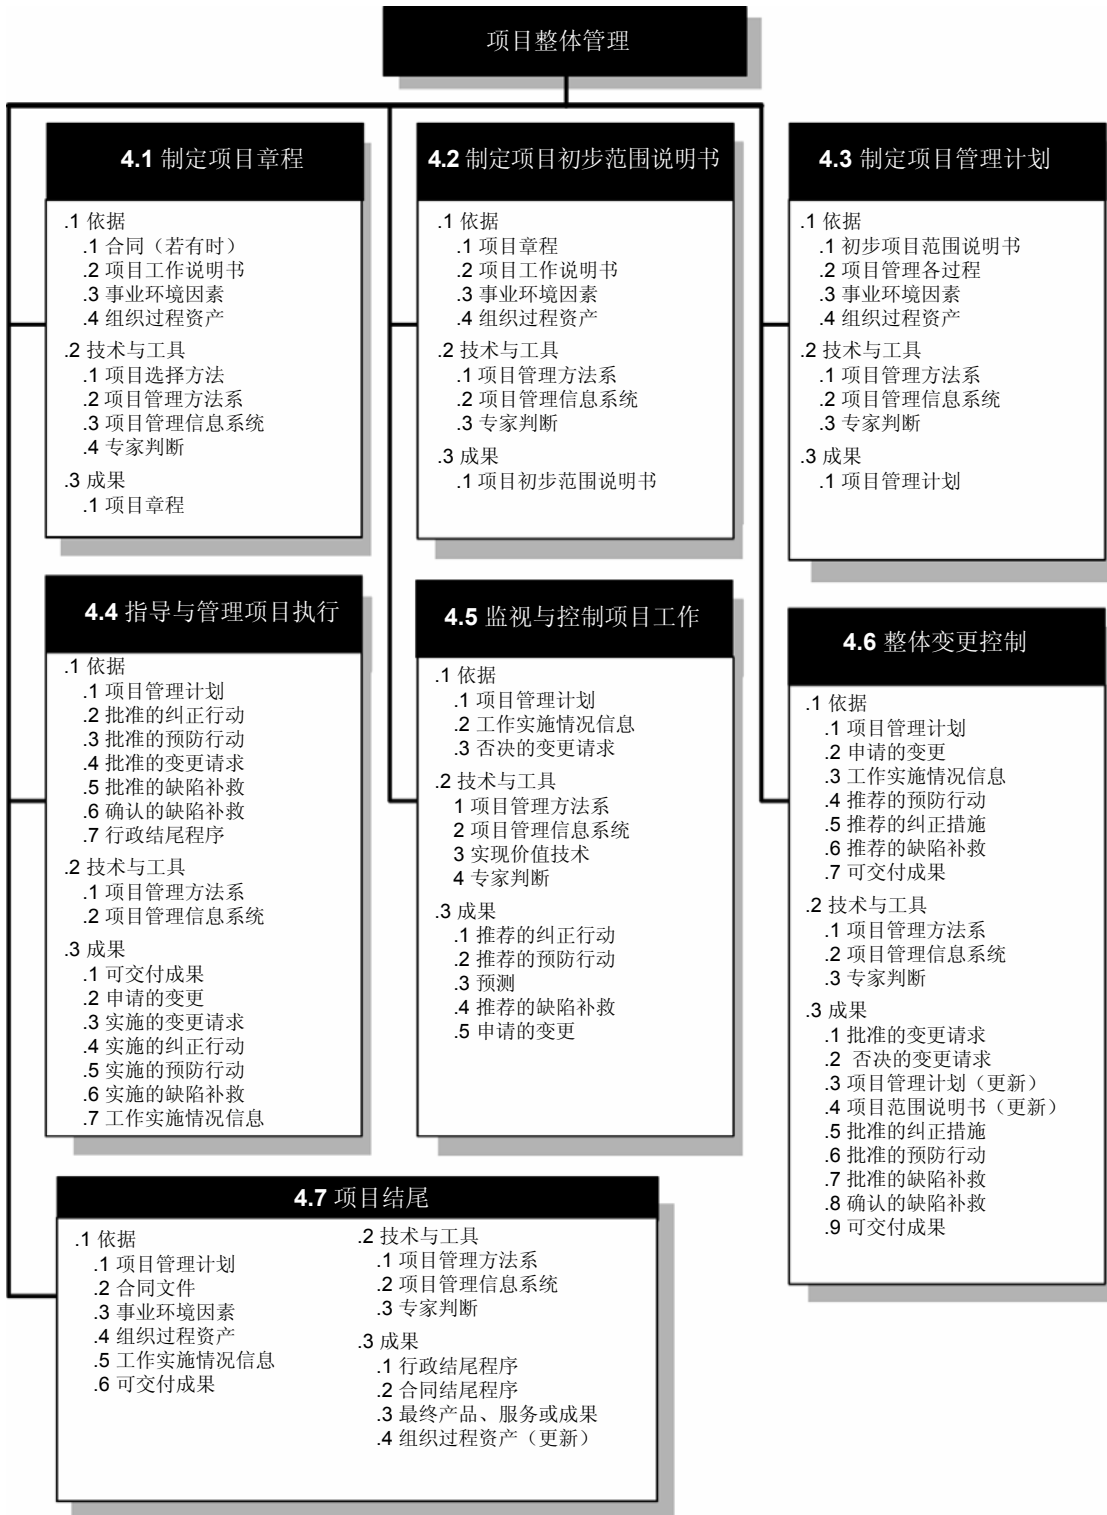 项目整体管理
4.1 制定项目章程
.1 依据
.1 合同（若有时）
.2 项目工作说明书
.3 事业环境因素
.4 组织过程资产
.2 技术与工具
.1 项目选择方法
.2 项目管理方法系
.3 项目管理信息系统
.4 专家判断
.3 成果
.1 项目章程
4.2 制定项目初步范围说明书
.1 依据
.1 项目章程
.2 项目工作说明书
.3 事业环境因素
.4 组织过程资产
.2 技术与工具
.1 项目管理方法系
.2 项目管理信息系统
.3 专家判断
.3 成果
.1 项目初步范围说明书
4.3 制定项目管理计划
.1 依据
.1 初步项目范围说明书
.2 项目管理各过程
.3 事业环境因素
.4 组织过程资产
.2 技术与工具
.1 项目管理方法系
.2 项目管理信息系统
.3 专家判断
.3 成果
.1 项目管理计划
4.4 指导与管理项目执行
.1 依据
.1 项目管理计划
.2 批准的纠正行动
.3 批准的预防行动
.4 批准的变更请求
.5 批准的缺陷补救
.6 确认的缺陷补救
.7 行政结尾程序
.2 技术与工具
.1 项目管理方法系
.2 项目管理信息系统
.3 成果
.1 可交付成果
.2 申请的变更
.3 实施的变更请求
.4 实施的纠正行动
.5 实施的预防行动
.6 实施的缺陷补救
.7 工作实施情况信息
4.5 监视与控制项目工作
.1 依据
.1 项目管理计划
.2 工作实施情况信息
.3 否决的变更请求
.2 技术与工具
1 项目管理方法系
2 项目管理信息系统
3 实现价值技术
4 专家判断
.3 成果
.1 推荐的纠正行动
.2 推荐的预防行动
.3 预测
.4 推荐的缺陷补救
.5 申请的变更
4.6 整体变更控制
.1 依据
.1 项目管理计划
.2 申请的变更
.3 工作实施情况信息
.4 推荐的预防行动
.5 推荐的纠正措施
.6 推荐的缺陷补救
.7 可交付成果
.2 技术与工具
.1 项目管理方法系
.2 项目管理信息系统
.3 专家判断
.3 成果
.1 批准的变更请求
.2 否决的变更请求
.3 项目管理计划（更新）
.4 项目范围说明书（更新）
.5 批准的纠正措施
.6 批准的预防行动
.7 批准的缺陷补救
.8 确认的缺陷补救
.9 可交付成果
4.7 项目结尾
.1 依据
.1 项目管理计划
.2 合同文件
.3 事业环境因素
.4 组织过程资产
.5 工作实施情况信息
.6 可交付成果
.2 技术与工具
.1 项目管理方法系
.2 项目管理信息系统
.3 专家判断
.3 成果
.1 行政结尾程序
.2 合同结尾程序
.3 最终产品、服务或成果
.4 组织过程资产（更新）